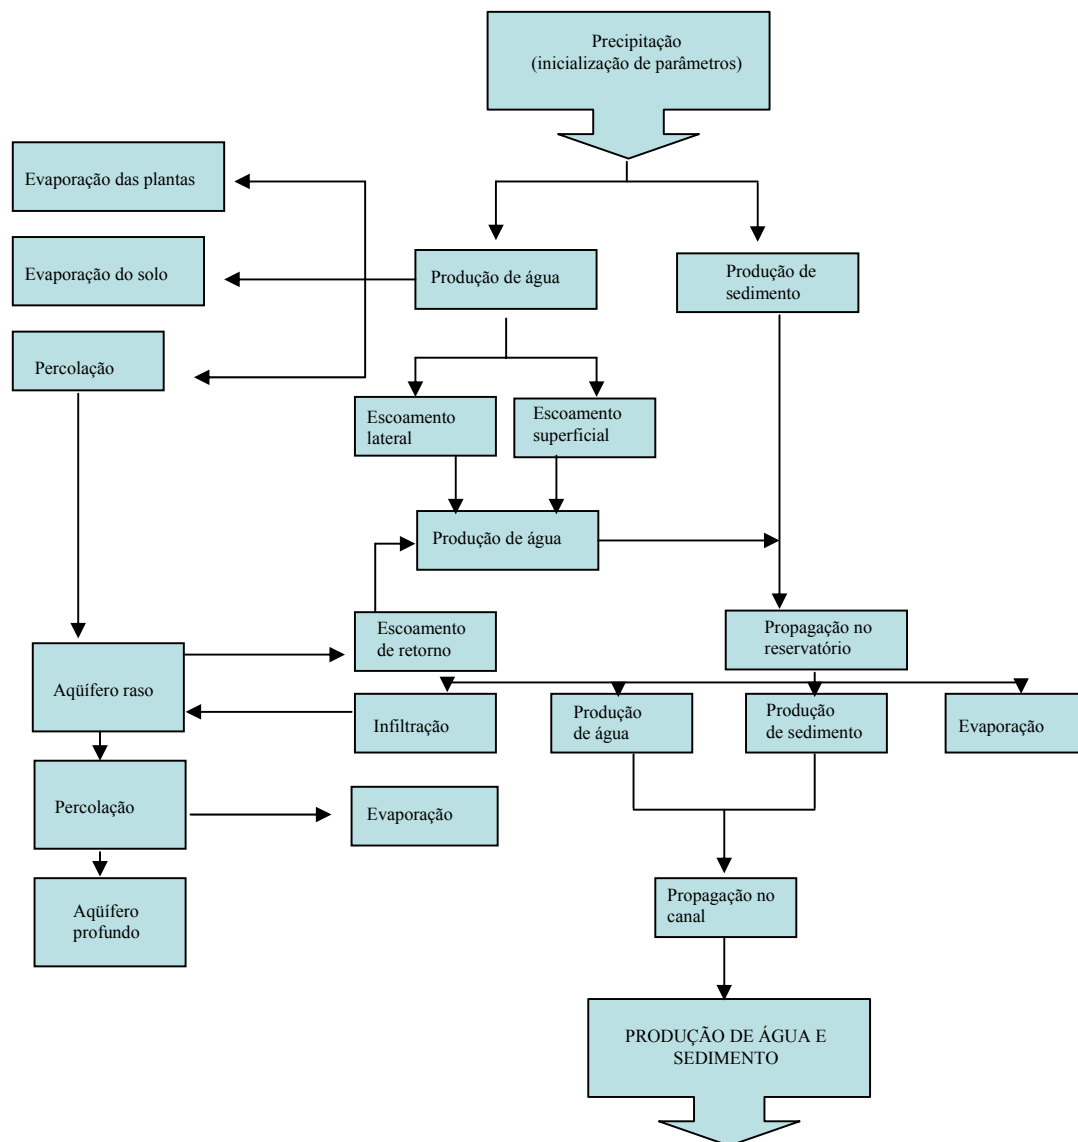 Precipitação
(inicialização de parâmetros)
Evaporação das plantas
Evaporação do solo
Produção de água
Produção de
sedimento
Percolação
Escoamento
lateral
Escoamento
superficial
Produção de água
Escoamento
de retorno
Propagação no
reservatório
Aqüífero raso
Infiltração
Produção
de água
Produção
de sedimento
Evaporação
Percolação
Evaporação
Aqüífero
profundo
Propagação no
canal
PRODUÇÃO DE ÁGUA E
SEDIMENTO